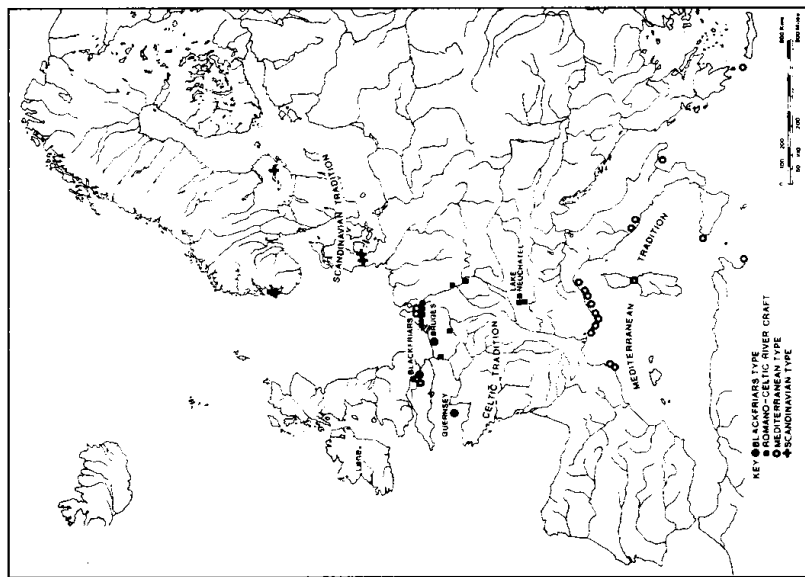 SCANDINAVIAN TRADITION
BLACKFRIARS
BRUGES
GUERNSEY
CELTIC TRADITION
LAKE
NEUCHATEL
MEDITERRANEAN
TRADITION
KEY ● BLACKFRIARS TYPE
■ ROMANO-CELTIC RIVER CRAFT
○ MEDITERRANEAN TYPE
✚ SCANDINAVIAN TYPE